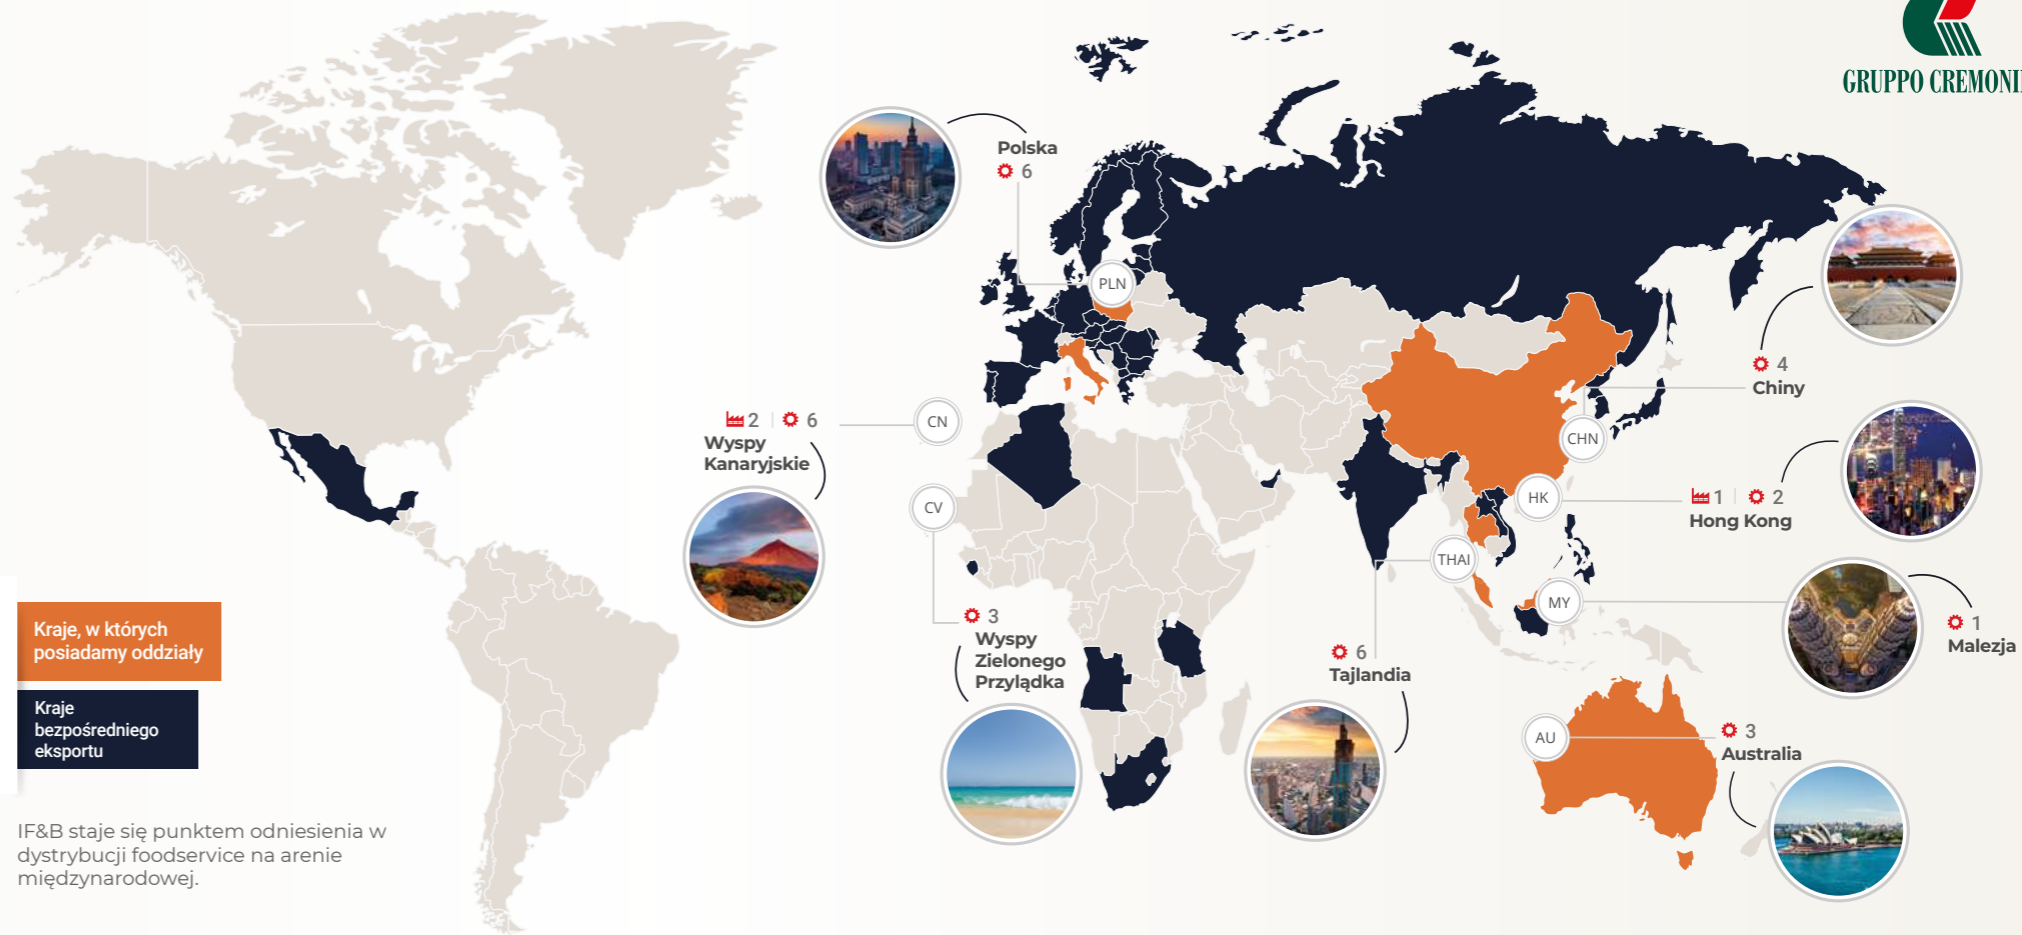 GRUPPO CREMONINI
Polska
6
PLN
4
Chiny
CHN
2 | 6
Wyspy
Kanaryjskie
CN
CV
HK
1 | 2
Hong Kong
THAI
MY
1
Malezja
3
Wyspy
Zielonego
Przylądka
6
Tajlandia
AU
3
Australia
Kraje, w których
posiadamy oddziały
Kraje
bezpośredniego
eksportu
IF&B staje się punktem odniesienia w
dystrybucji foodservice na arenie
międzynarodowej.